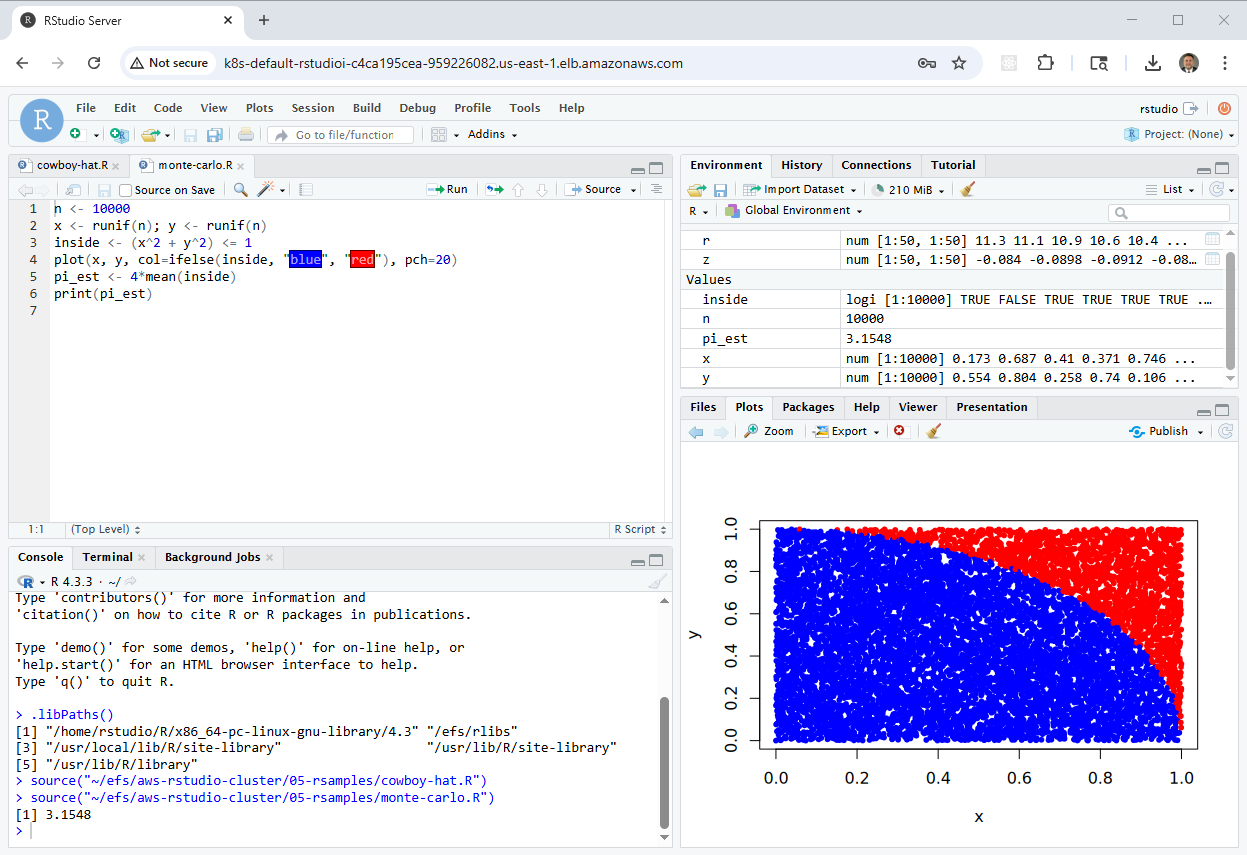 RStudio Server
Not secure
k8s-default-rstudioi-c4ca195cea-959226082.us-east-1.elb.amazonaws.com
R
File Edit Code View Plots Session Build Debug Profile Tools Help
rstudio
Go to file/function
Addins
Project: (None)
cowboy-hat.R
monte-carlo.R
Source on Save
Run
Source
1 n <- 10000
2 x <- runif(n); y <- runif(n)
3 inside <- (x^2 + y^2) <= 1
4 plot(x, y, col=ifelse(inside, "blue", "red"), pch=20)
5 pi_est <- 4*mean(inside)
6 print(pi_est)
7
1:1
(Top Level)
R Script
Console Terminal Background Jobs
R 4.3.3 · ~/
Type 'contributors()' for more information and
'citation()' on how to cite R or R packages in publications.
Type 'demo()' for some demos, 'help()' for on-line help, or
'help.start()' for an HTML browser interface to help.
Type 'q()' to quit R.
> .libPaths()
[1] "/home/rstudio/R/x86_64-pc-linux-gnu-library/4.3" "/efs/rlibs"
[3] "/usr/local/lib/R/site-library" "/usr/lib/R/site-library"
[5] "/usr/lib/R/library"
> source("~/efs/aws-rstudio-cluster/05-rsamples/cowboy-hat.R")
> source("~/efs/aws-rstudio-cluster/05-rsamples/monte-carlo.R")
[1] 3.1548
>
Environment History Connections Tutorial
Import Dataset
210 MiB
List
R
Global Environment
r num [1:50, 1:50] 11.3 11.1 10.9 10.6 10.4 ...
z num [1:50, 1:50] -0.084 -0.0898 -0.0912 -0.08…
Values
inside logi [1:10000] TRUE FALSE TRUE TRUE TRUE TRUE .…
n 10000
pi_est 3.1548
x num [1:10000] 0.173 0.687 0.41 0.371 0.746 ...
y num [1:10000] 0.554 0.804 0.258 0.74 0.106 ...
Files Plots Packages Help Viewer Presentation
Zoom
Export
Publish
y
1.0
0.8
0.6
0.4
0.2
0.0
0.0 0.2 0.4 0.6 0.8 1.0
x